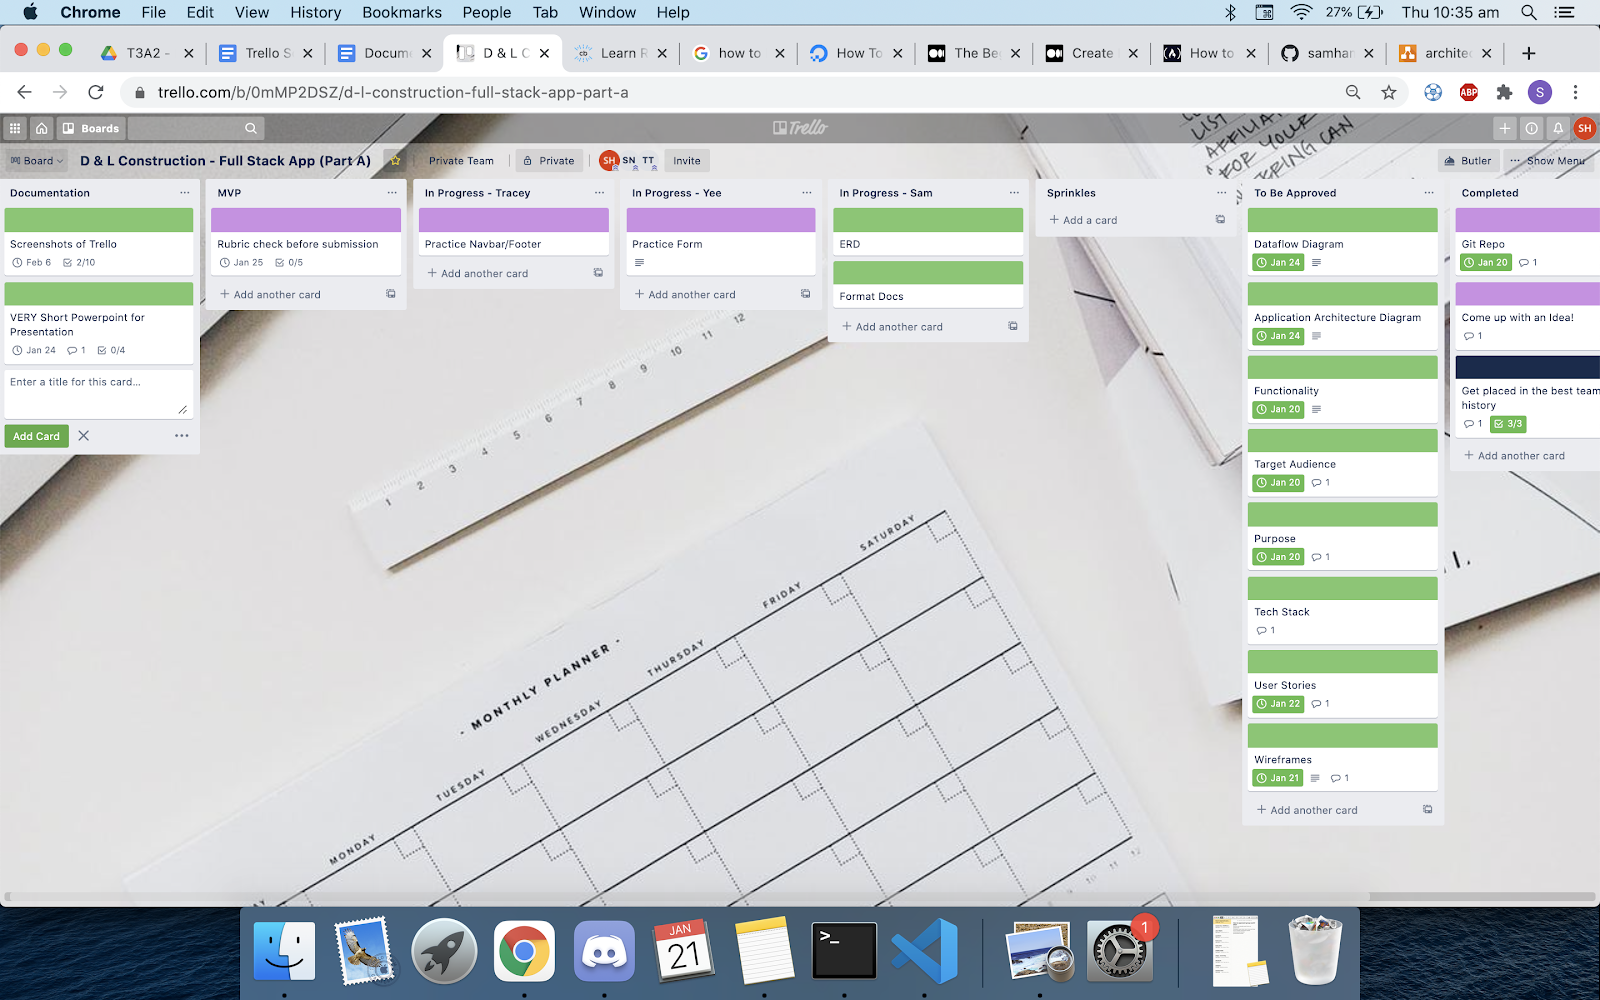 Chrome File Edit View History Bookmarks People Tab Window Help 27% Thu 10:35 am
T3A2 - Trello S Docum D & L C Learn R how to How To The Be Create How to samhar architec
trello.com/b/0mMP2DSZ/d-l-construction-full-stack-app-part-a ABP S
Boards Trello SH
Board D & L Construction - Full Stack App (Part A) Private Team Private SH SN TT Invite Butler ... Show Menu
Documentation
Screenshots of Trello
Feb 6 2/10
VERY Short Powerpoint for
Presentation
Jan 24 1 0/4
Enter a title for this card...
Add Card
MVP
Rubric check before submission
Jan 25 0/5
+ Add another card
In Progress - Tracey
Practice Navbar/Footer
+ Add another card
In Progress - Yee
Practice Form
+ Add another card
In Progress - Sam
ERD
Format Docs
+ Add another card
Sprinkles
+ Add a card
To Be Approved
Dataflow Diagram
Jan 24
Application Architecture Diagram
Jan 24
Functionality
Jan 20
Target Audience
Jan 20 1
Purpose
Jan 20 1
Tech Stack
1
User Stories
Jan 22 1
Wireframes
Jan 21 1
+ Add another card
Completed
Git Repo
Jan 20 1
Come up with an Idea!
1
Get placed in the best team
history
1 3/3
+ Add another card
LIST
AFFILIA
FOR YOUR
ERING CAN
1 2 3 4 5 6 7 8 9 10 11 12
- MONTHLY PLANNER -
MONDAY TUESDAY WEDNESDAY THURSDAY FRIDAY SATURDAY
9 10 11 12
JAN
21
1